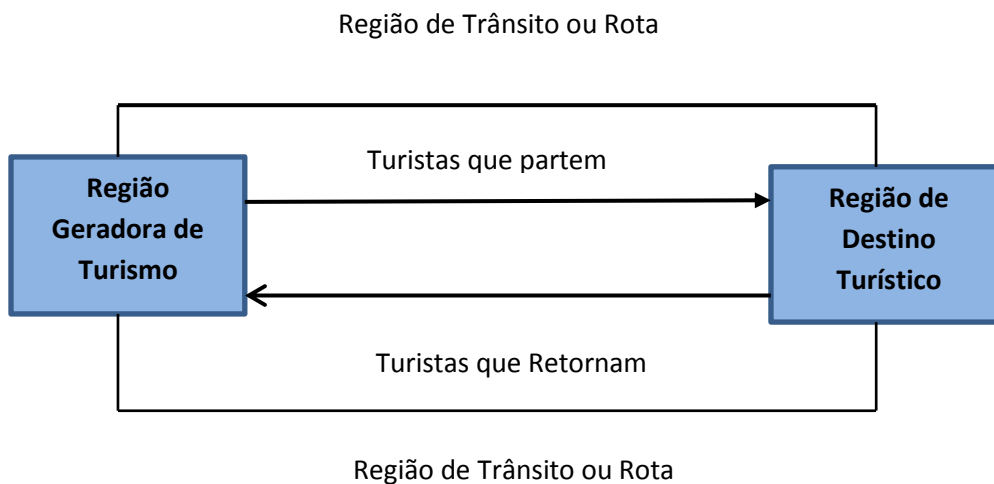 Região de Trânsito ou Rota
Turistas que partem
Região
Geradora de
Turismo
Região de
Destino
Turístico
Turistas que Retornam
Região de Trânsito ou Rota